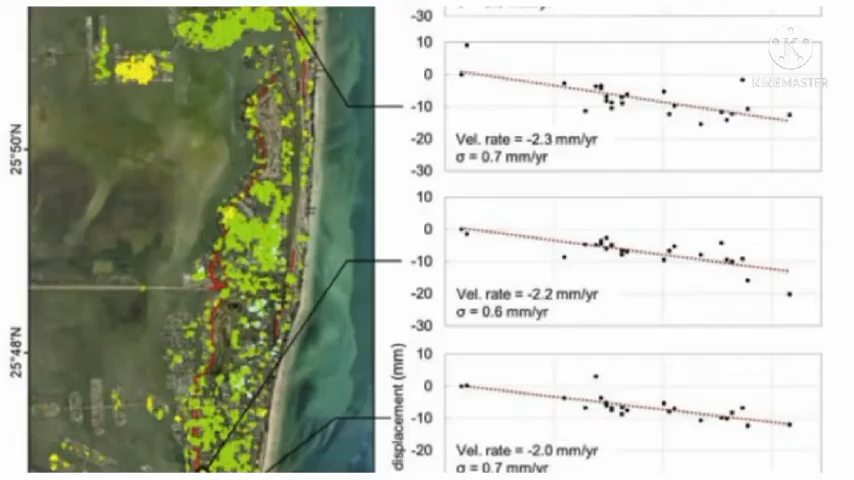 -30
10
0
-10
-20
-30
Vel. rate = -2.3 mm/yr
σ = 0.7 mm/yr
KINEMASTER
25°50'N
10
0
-10
-20
-30
Vel. rate = -2.2 mm/yr
σ = 0.6 mm/yr
25°48'N
displacement (mm)
10
0
-10
-20
Vel. rate = -2.0 mm/yr
σ = 0.7 mm/yr